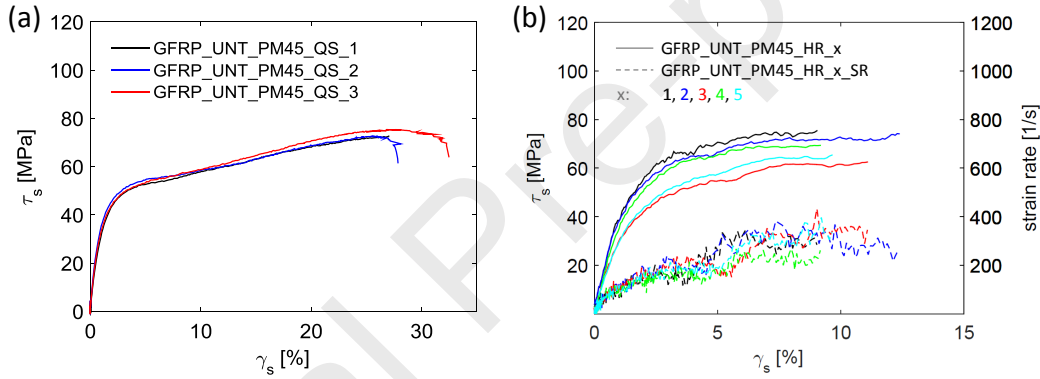 (a)
120
100
80
60
40
20
0
τs [MPa]
GFRP_UNT_PM45_QS_1
GFRP_UNT_PM45_QS_2
GFRP_UNT_PM45_QS_3
0 10 20 30
γs [%]
(b)
120
100
80
60
40
20
τs [MPa]
GFRP_UNT_PM45_HR_x
GFRP_UNT_PM45_HR_x_SR
x: 1, 2, 3, 4, 5
1200
1000
800
600
400
200
strain rate [1/s]
0 5 10 15
γs [%]